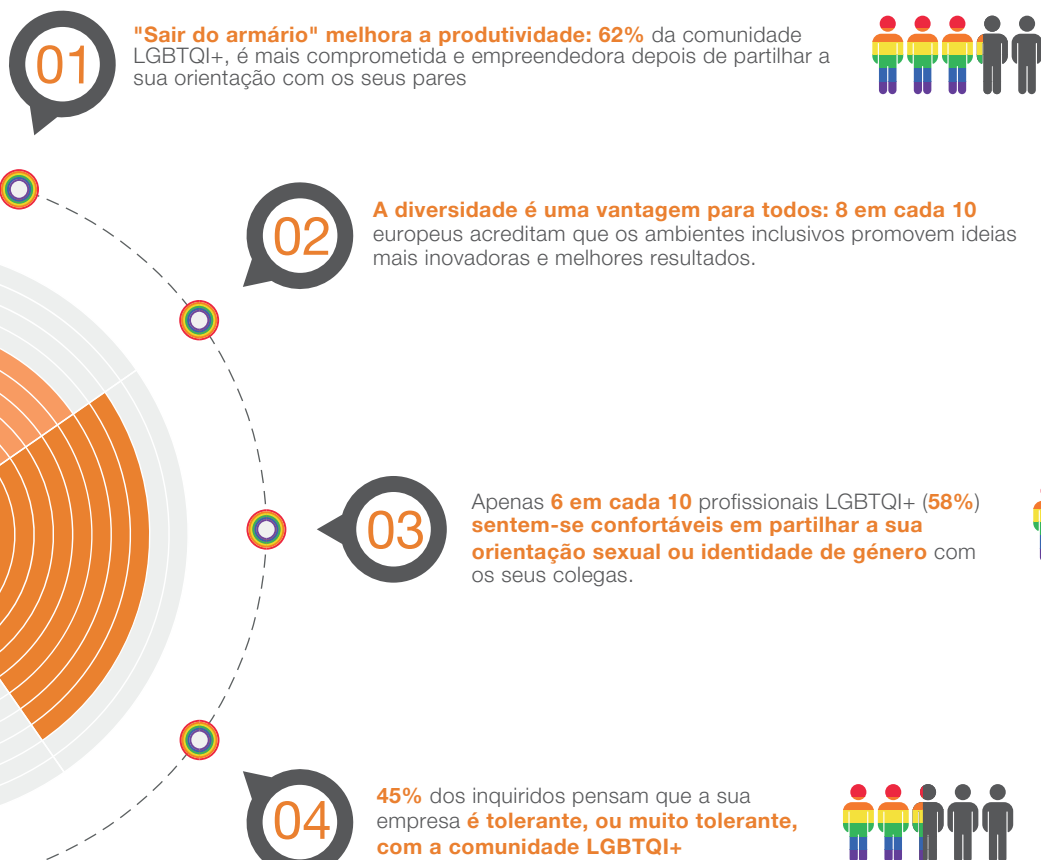 01
"Sair do armário" melhora a produtividade: 62% da comunidade
LGBTQI+, é mais comprometida e empreendedora depois de partilhar a
sua orientação com os seus pares
02
A diversidade é uma vantagem para todos: 8 em cada 10
europeus acreditam que os ambientes inclusivos promovem ideias
mais inovadoras e melhores resultados.
03
Apenas 6 em cada 10 profissionais LGBTQI+ (58%)
sentem-se confortáveis em partilhar a sua
orientação sexual ou identidade de género com
os seus colegas.
04
45% dos inquiridos pensam que a sua
empresa é tolerante, ou muito tolerante,
com a comunidade LGBTQI+